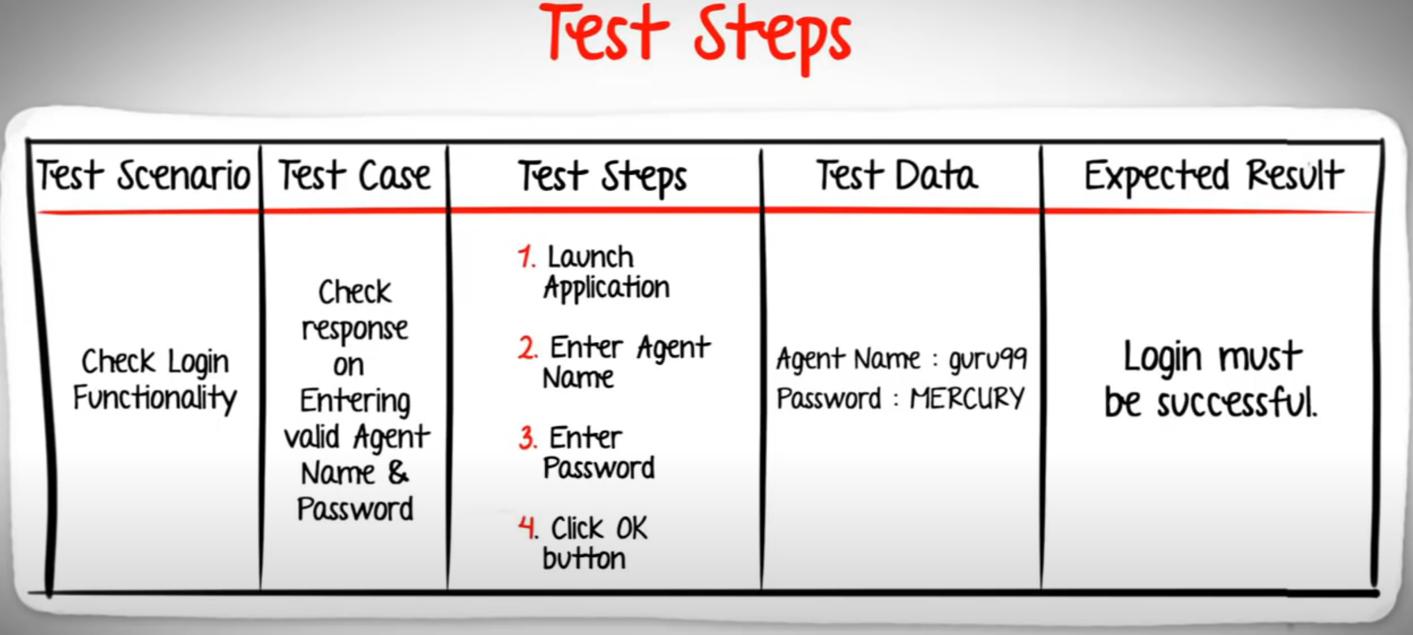 Test Steps
Test Scenario
Test Case
Test Steps
Test Data
Expected Result
Check Login
Functionality
Check
response
on
Entering
valid Agent
Name &
Password
1. Launch
Application
2. Enter Agent
Name
3. Enter
Password
4. Click OK
button
Agent Name : guru99
Password : MERCURY
Login must
be successful.